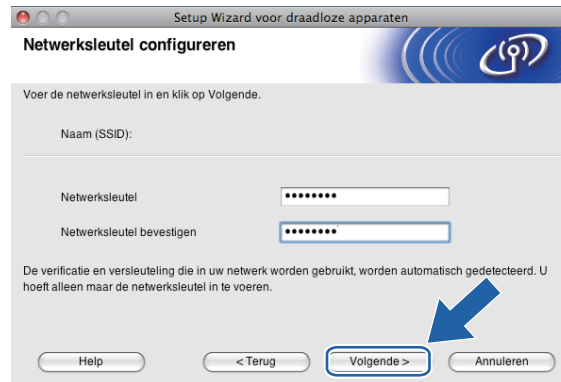 Setup Wizard voor draadloze apparaten
Netwerksleutel configureren
Voer de netwerksleutel in en klik op Volgende.
Naam (SSID):
Netwerksleutel ••••••••
Netwerksleutel bevestigen ••••••••
De verificatie en versleuteling die in uw netwerk worden gebruikt, worden automatisch gedetecteerd. U
hoeft alleen maar de netwerksleutel in te voeren.
Help < Terug Volgende > Annuleren